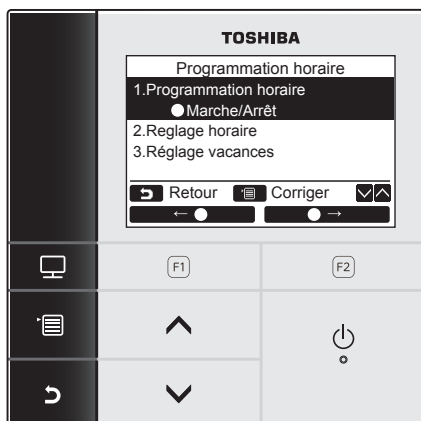 TOSHIBA
Programmation horaire
1.Programmation horaire
●Marche/Arrêt
2.Reglage horaire
3.Réglage vacances
Retour Corriger
← ● ● →
F1 F2